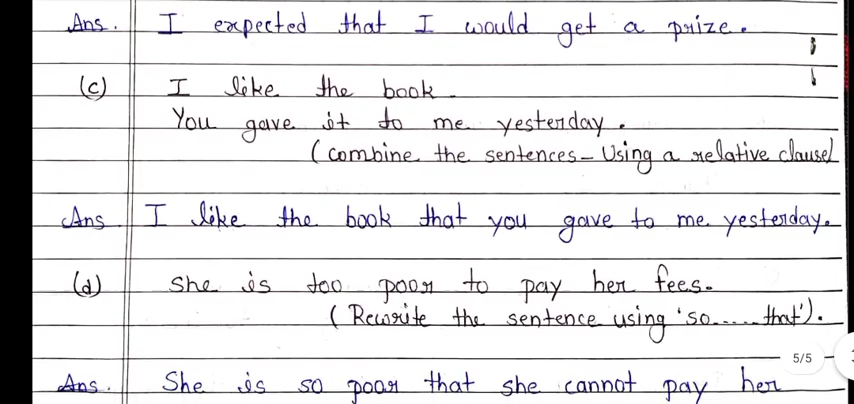 Ans. I expected that I would get a prize.
(c) I like the book.
You gave it to me yesterday.
(combine the sentences - Using a relative clause)
Ans I like the book that you gave to me yesterday.
(d) She is too poor to pay her fees.
(Rewrite the sentence using 'so.....that').
5/5
Ans. She is so poor that she cannot pay her